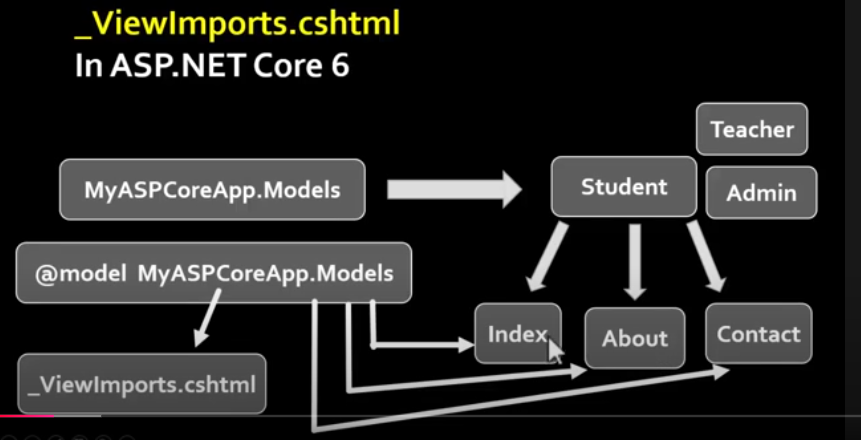 _ViewImports.cshtml
In ASP.NET Core 6
Teacher
MyASPCoreApp.Models
Student
Admin
@model MyASPCoreApp.Models
Index
About
Contact
_ViewImports.cshtml